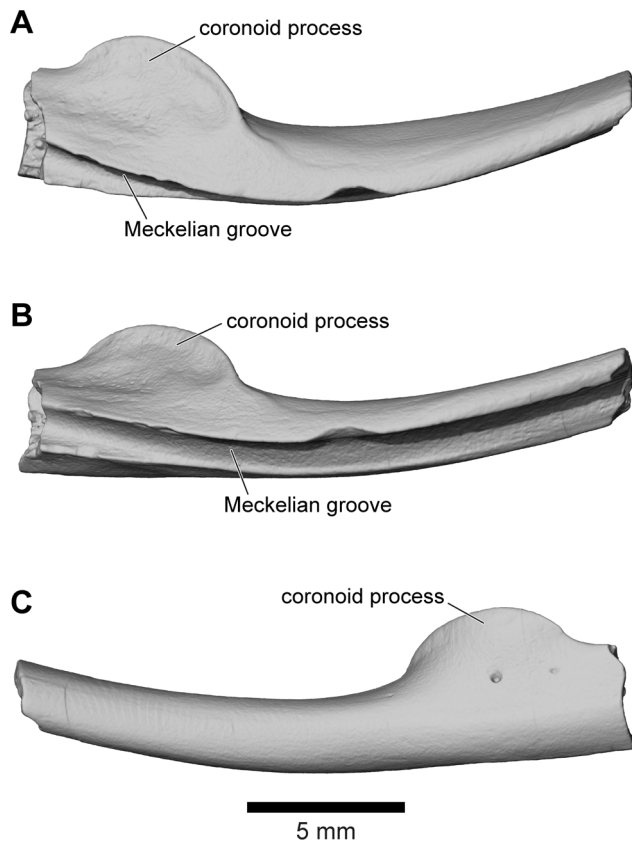 A
coronoid process
Meckelian groove
B
coronoid process
Meckelian groove
C
coronoid process
5 mm